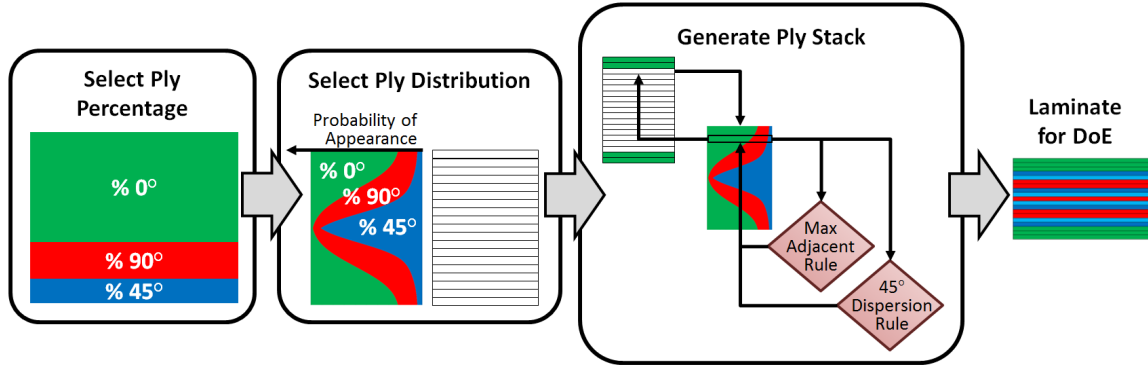 Select Ply
Percentage
% 0°
% 90°
% 45°
Select Ply Distribution
Probability of
Appearance
% 0°
% 90°
% 45°
Generate Ply Stack
Max
Adjacent
Rule
45°
Dispersion
Rule
Laminate
for DoE